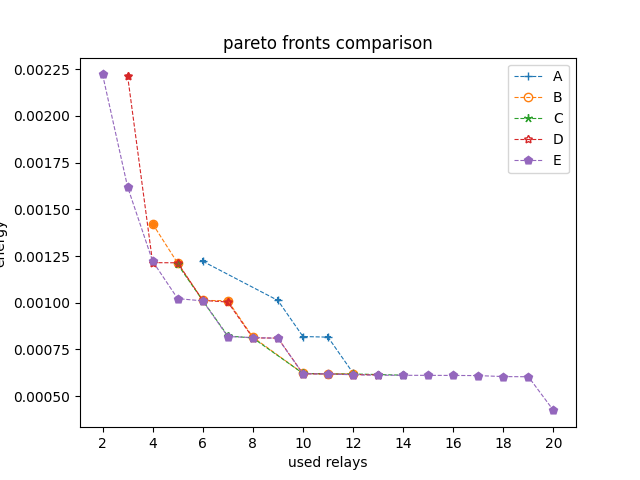 pareto fronts comparison
0.00225
0.00200
0.00175
0.00150
0.00125
0.00100
0.00075
0.00050
energy
2 4 6 8 10 12 14 16 18 20
used relays
A
B
C
D
E